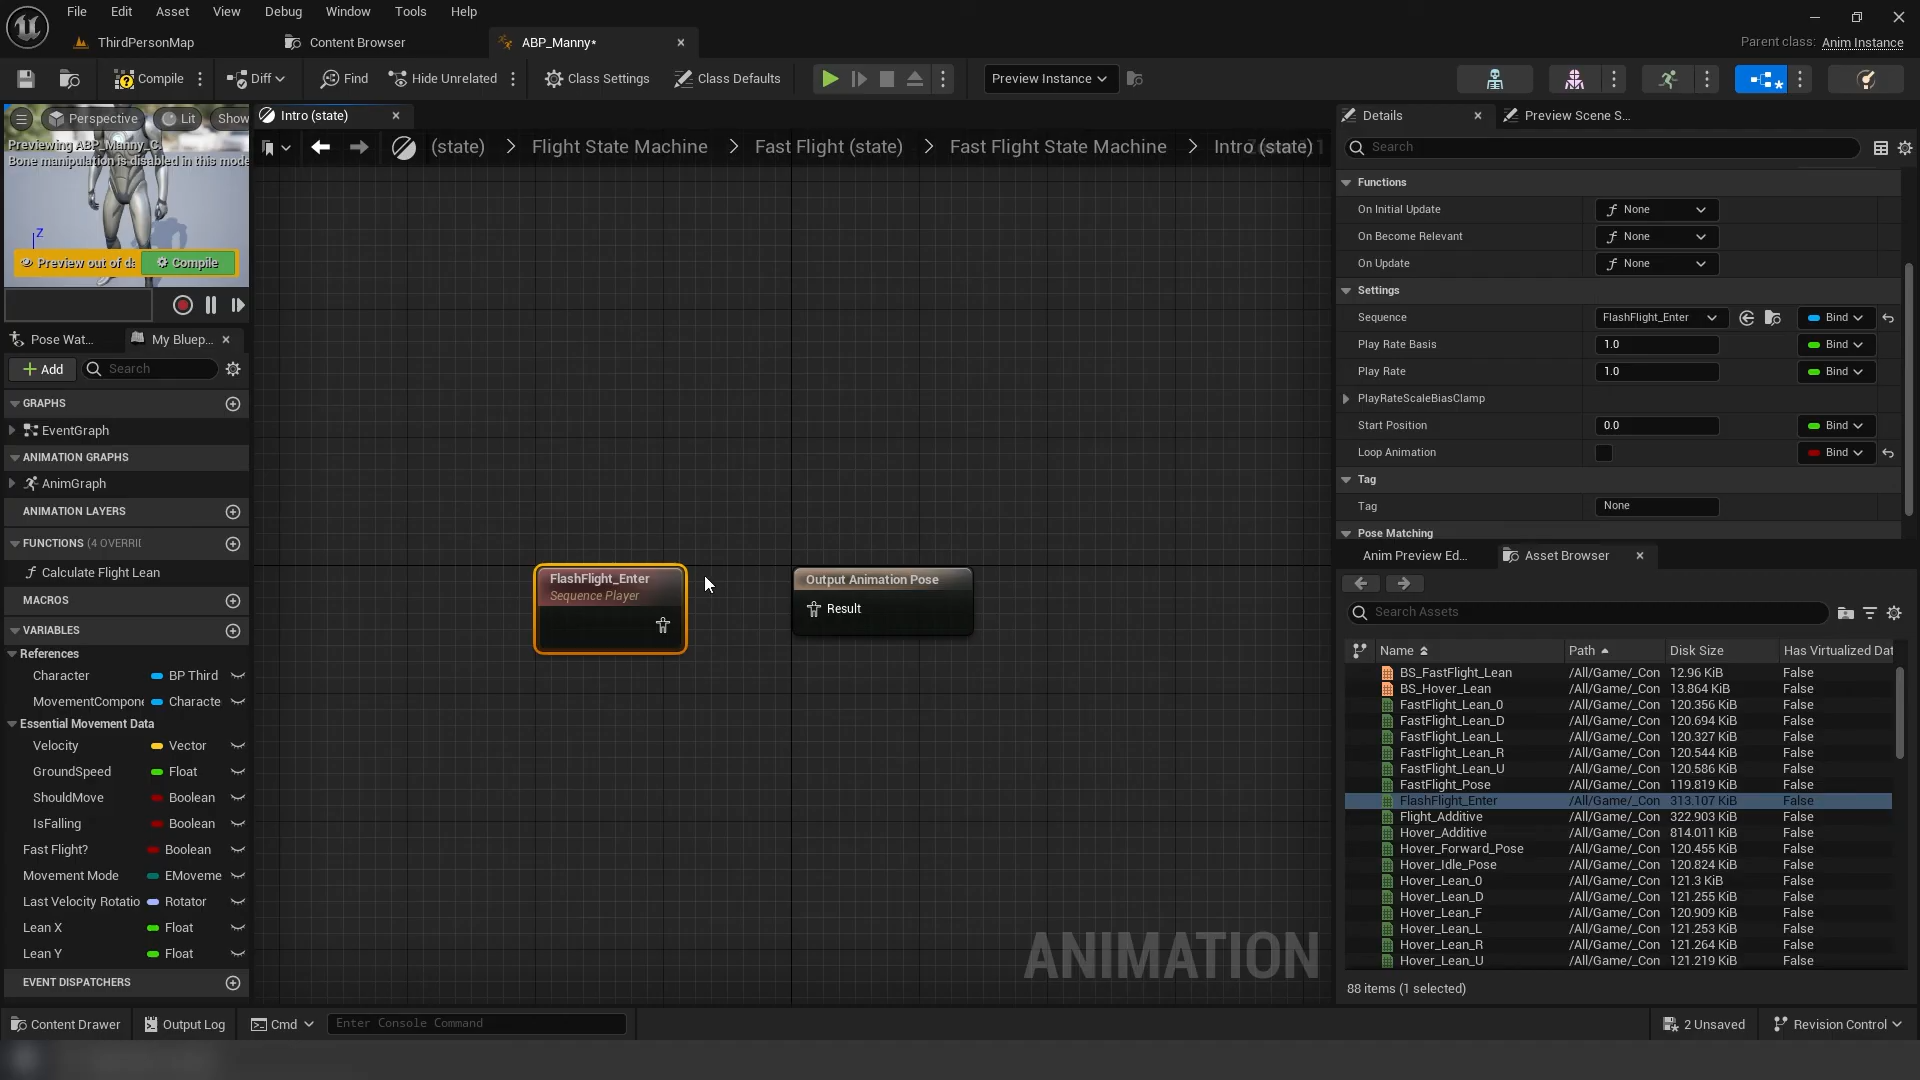 File Edit Asset View Debug Window Tools Help
ThirdPersonMap Content Browser ABP_Manny* Parent class: Anim Instance
Compile Diff Find Hide Unrelated Class Settings Class Defaults Preview Instance
Perspective Lit Show
Previewing ABP_Manny_C.
Bone manipulation is disabled in this mode
Z
Preview out of da Compile
Intro (state)
(state) > Flight State Machine > Fast Flight (state) > Fast Flight State Machine > Intro (state)
Pose Wat... My Bluep...
Add Search
GRAPHS
EventGraph
ANIMATION GRAPHS
AnimGraph
ANIMATION LAYERS
FUNCTIONS (4 OVERRI
Calculate Flight Lean
MACROS
VARIABLES
References
Character BP Third
MovementCompone Characte
Essential Movement Data
Velocity Vector
GroundSpeed Float
ShouldMove Boolean
IsFalling Boolean
Fast Flight? Boolean
Movement Mode EMoveme
Last Velocity Rotatio Rotator
Lean X Float
Lean Y Float
EVENT DISPATCHERS
FlashFlight_Enter
Sequence Player
Output Animation Pose
Result
ANIMATION
Details Preview Scene S...
Search
Functions
On Initial Update None
On Become Relevant None
On Update None
Settings
Sequence FlashFlight_Enter Bind
Play Rate Basis 1.0 Bind
Play Rate 1.0 Bind
PlayRateScaleBiasClamp
Start Position 0.0 Bind
Loop Animation Bind
Tag
Tag None
Pose Matching
Anim Preview Ed... Asset Browser
Search Assets
Name Path Disk Size Has Virtualized Dat
BS_FastFlight_Lean /All/Game/_Con 12.96 KiB False
BS_Hover_Lean /All/Game/_Con 13.864 KiB False
FastFlight_Lean_0 /All/Game/_Con 120.356 KiB False
FastFlight_Lean_D /All/Game/_Con 120.694 KiB False
FastFlight_Lean_L /All/Game/_Con 120.327 KiB False
FastFlight_Lean_R /All/Game/_Con 120.544 KiB False
FastFlight_Lean_U /All/Game/_Con 120.586 KiB False
FastFlight_Pose /All/Game/_Con 119.819 KiB False
FlashFlight_Enter /All/Game/_Con 313.107 KiB False
Flight_Additive /All/Game/_Con 322.903 KiB False
Hover_Additive /All/Game/_Con 814.011 KiB False
Hover_Forward_Pose /All/Game/_Con 120.455 KiB False
Hover_Idle_Pose /All/Game/_Con 120.824 KiB False
Hover_Lean_0 /All/Game/_Con 121.3 KiB False
Hover_Lean_D /All/Game/_Con 121.255 KiB False
Hover_Lean_F /All/Game/_Con 120.909 KiB False
Hover_Lean_L /All/Game/_Con 121.253 KiB False
Hover_Lean_R /All/Game/_Con 121.264 KiB False
Hover_Lean_U /All/Game/_Con 121.219 KiB False
88 items (1 selected)
Content Drawer Output Log Cmd Enter Console Command 2 Unsaved Revision Control